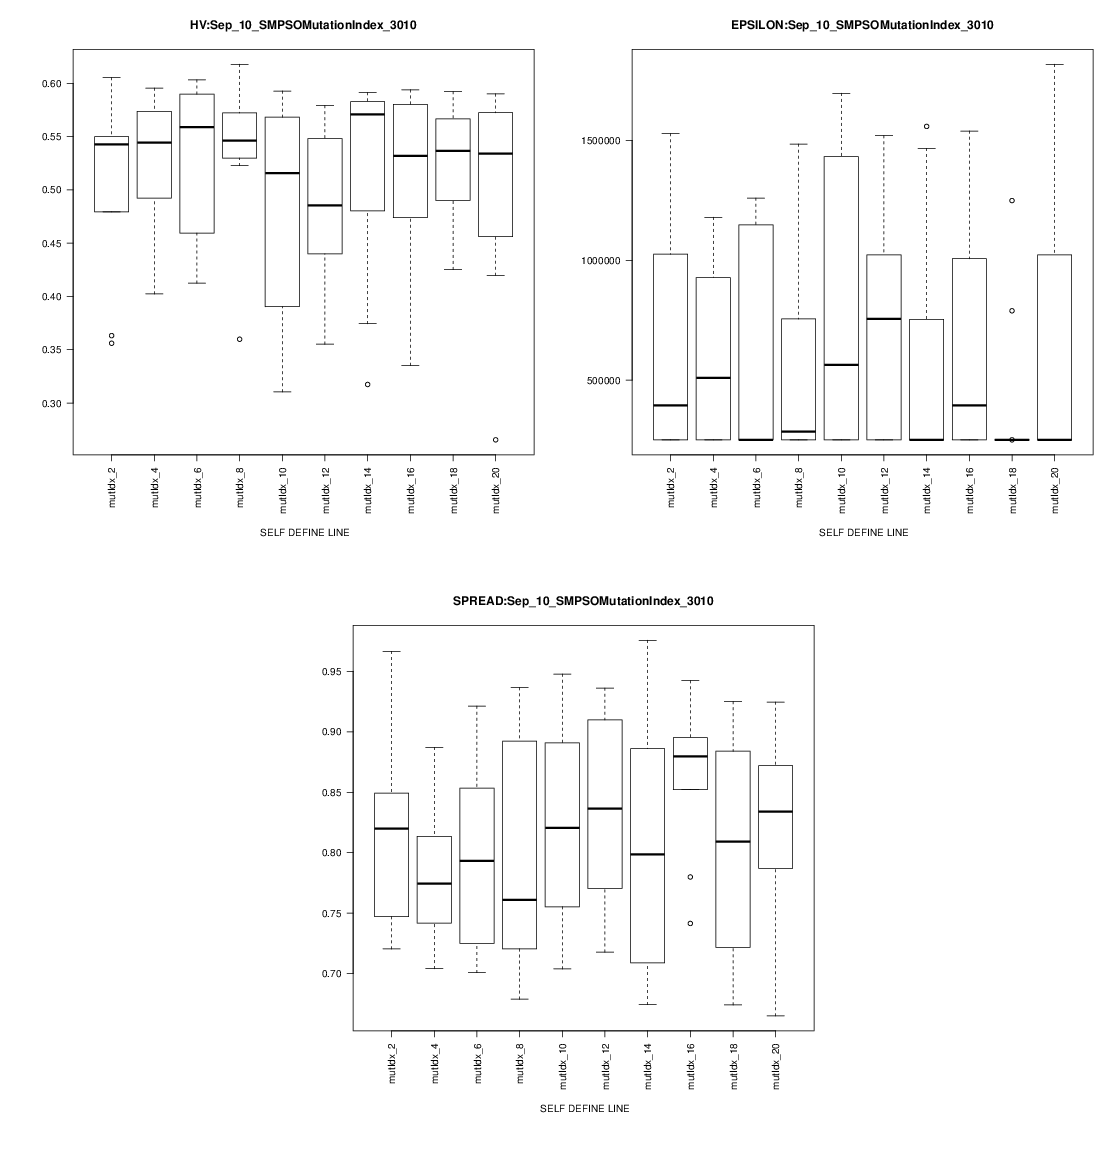 HV:Sep_10_SMPSOMutationIndex_3010
0.60
0.55
0.50
0.45
0.40
0.35
0.30
mutIdx_2
mutIdx_4
mutIdx_6
mutIdx_8
mutIdx_10
mutIdx_12
mutIdx_14
mutIdx_16
mutIdx_18
mutIdx_20
SELF DEFINE LINE
EPSILON:Sep_10_SMPSOMutationIndex_3010
1500000
1000000
500000
mutIdx_2
mutIdx_4
mutIdx_6
mutIdx_8
mutIdx_10
mutIdx_12
mutIdx_14
mutIdx_16
mutIdx_18
mutIdx_20
SELF DEFINE LINE
SPREAD:Sep_10_SMPSOMutationIndex_3010
0.95
0.90
0.85
0.80
0.75
0.70
mutIdx_2
mutIdx_4
mutIdx_6
mutIdx_8
mutIdx_10
mutIdx_12
mutIdx_14
mutIdx_16
mutIdx_18
mutIdx_20
SELF DEFINE LINE